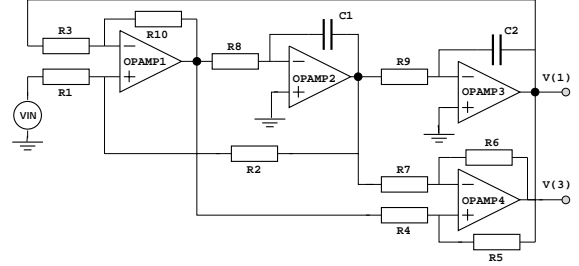 C1
R3
R10
C2
R8
OPAMP1
R9
V(1)
R1
OPAMP2
OPAMP3
VIN
R6
R2
R7
V(3)
OPAMP4
R4
R5